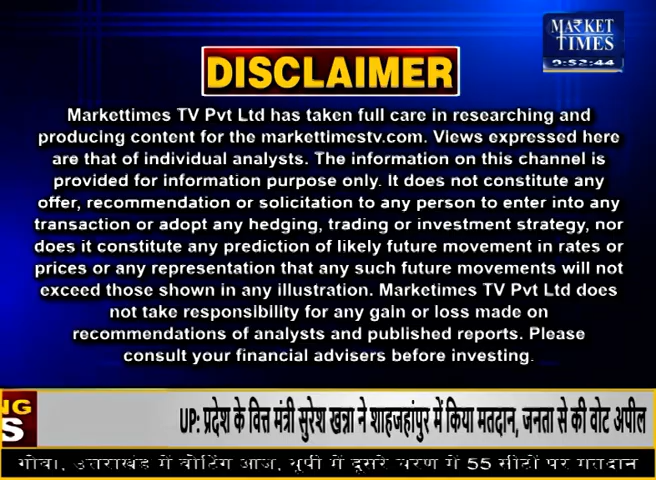 MARKET
TIMES
9:52:44
DISCLAIMER
Markettimes TV Pvt Ltd has taken full care in researching and
producing content for the markettimestv.com. Views expressed here
are that of individual analysts. The information on this channel is
provided for information purpose only. It does not constitute any
offer, recommendation or solicitation to any person to enter into any
transaction or adopt any hedging, trading or investment strategy, nor
does it constitute any prediction of likely future movement in rates or
prices or any representation that any such future movements will not
exceed those shown in any illustration. Marketimes TV Pvt Ltd does
not take responsibility for any gain or loss made on
recommendations of analysts and published reports. Please
consult your financial advisers before investing.
NG
S
UP: प्रदेश के वित्त मंत्री सुरेश खन्ना ने शाहजहांपुर में किया मतदान, जनता से की वोट अपील
गोवा, उत्तराखंड में वोटिंग आज, यूपी में दूसरे चरण में 55 सीटों पर मतदान